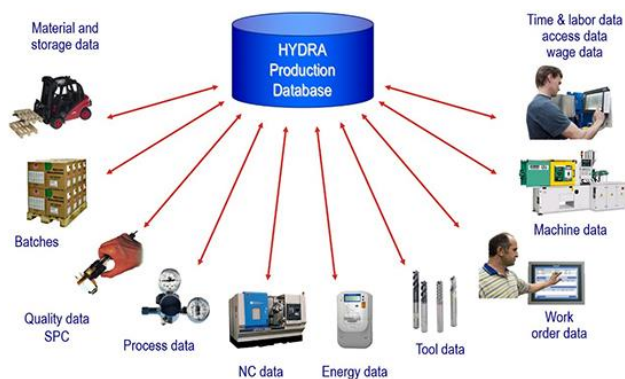 Material and
storage data
HYDRA
Production
Database
Time & labor data
access data
wage data
Batches
Machine data
Quality data
SPC
Process data
NC data
Energy data
Tool data
Work
order data